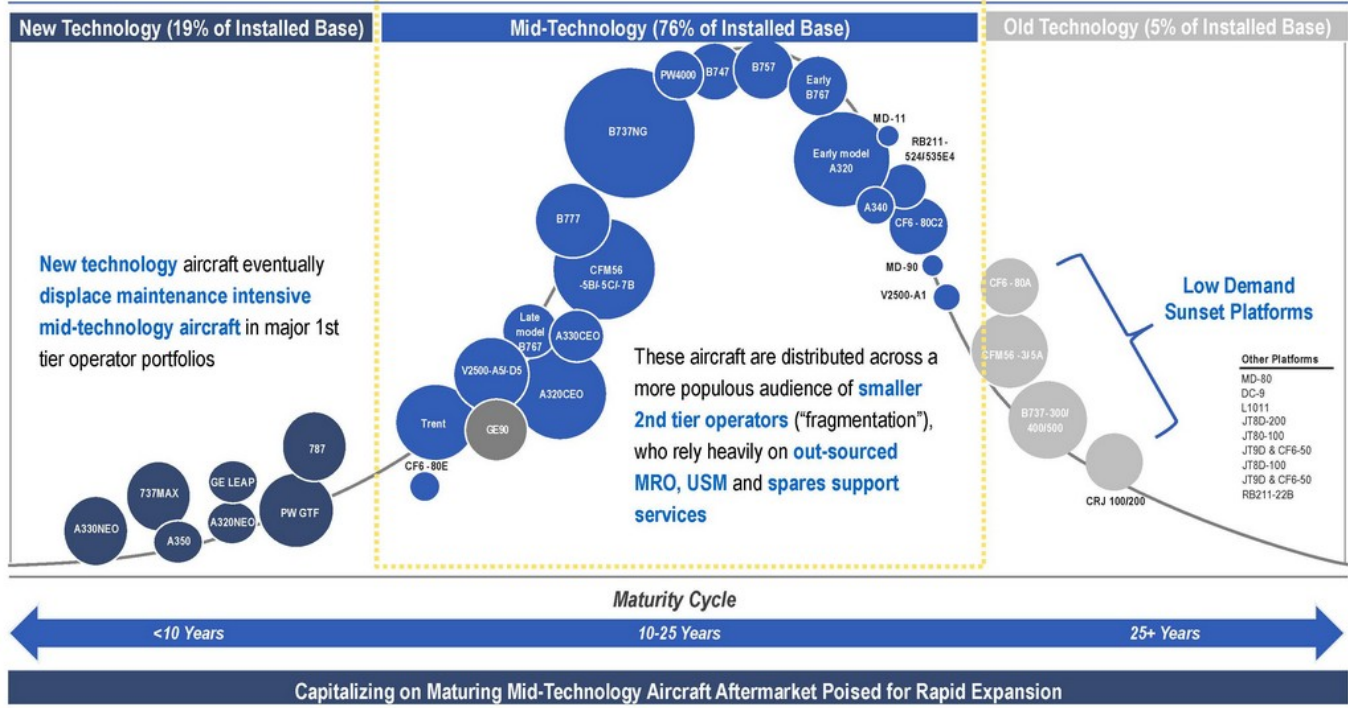 New Technology (19% of Installed Base)
Mid-Technology (76% of Installed Base)
Old Technology (5% of Installed Base)
New technology aircraft eventually
displace maintenance intensive
mid-technology aircraft in major 1st
tier operator portfolios
A330NEO
737MAX
A350
GE LEAP
A320NEO
787
PW GTF
Trent
CF6 - 80E
V2500-A5/-D5
GE90
Late
model
B767
A330CEO
A320CEO
CFM56
-5B/- 5C/-7B
B777
B737NG
PW4000
B747
B757
Early
B767
MD-11
Early model
A320
RB211 -
524/535E4
A340
CF6 - 80C2
MD-90
V2500-A1
These aircraft are distributed across a
more populous audience of smaller
2nd tier operators (“fragmentation”),
who rely heavily on out-sourced
MRO, USM and spares support
services
CF6 - 80A
CFM56 -3/5A
B737 - 300/
400/500
CRJ 100/200
Low Demand
Sunset Platforms
Other Platforms
MD-80
DC-9
L1011
JT8D-200
JT80-100
JT9D & CF6-50
JT8D-100
JT9D & CF6-50
RB211-22B
Maturity Cycle
<10 Years
10-25 Years
25+ Years
Capitalizing on Maturing Mid-Technology Aircraft Aftermarket Poised for Rapid Expansion